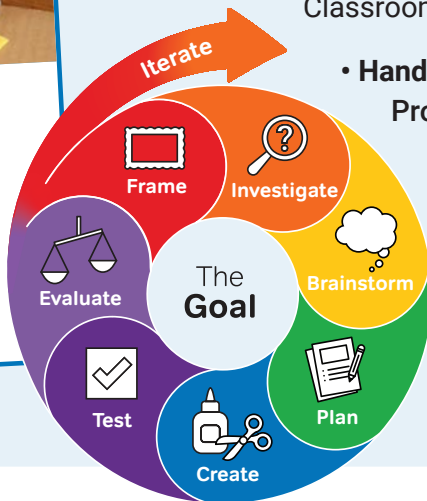 Classroom
• Hand
Pro
Iterate
Frame
Investigate
Brainstorm
Plan
Create
Test
Evaluate
The
Goal
?